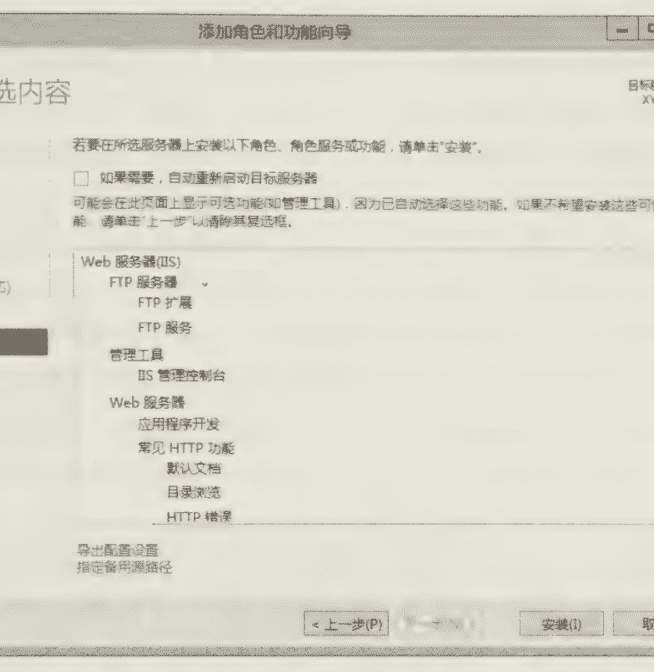 添加角色和功能向导
选内容
目标
若要在所选服务器上安装以下角色、角色服务或功能，请单击"安装"。
如果需要，自动重新启动目标服务器
可能会在此页面上显示可选功能(如管理工具)，因为已自动选择这些功能。如果不希望安装这些可
能，请单击"上一步"以清除其复选框。
Web 服务器(IIS)
FTP 服务器
FTP 扩展
FTP 服务
管理工具
IIS 管理控制台
Web 服务器
应用程序开发
常见 HTTP 功能
默认文档
目录浏览
HTTP 错误
导出配置设置
指定备用源路径
< 上一步(P)
安装(I)
取